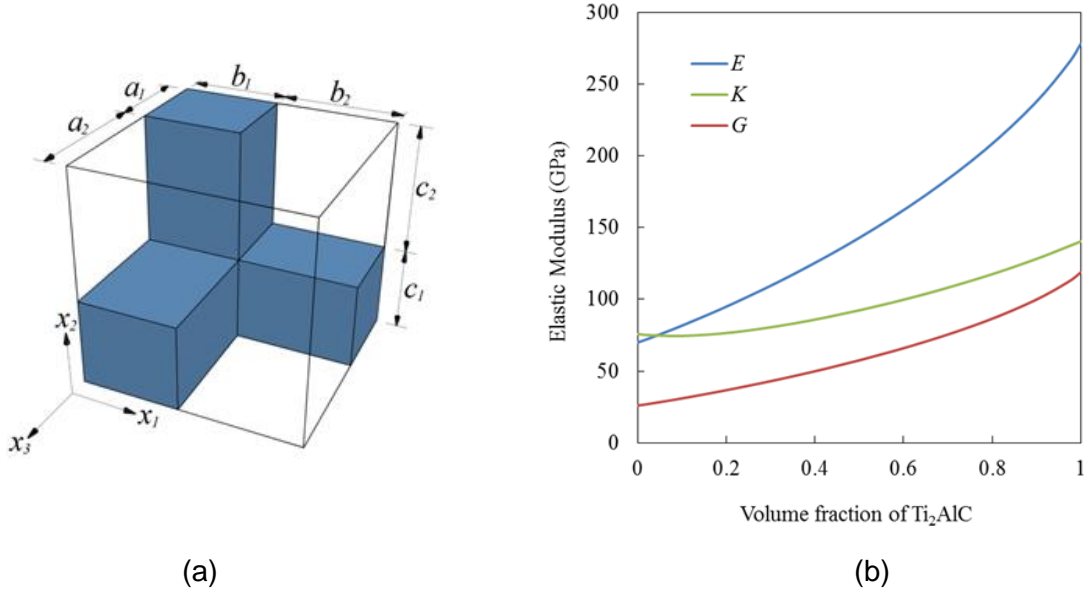 a₁
a₂
b₁
b₂
c₂
c₁
x₂
x₁
x₃
(a)
300
250
200
150
100
50
0
Elastic Modulus (GPa)
E
K
G
0
0.2
0.4
0.6
0.8
1
Volume fraction of Ti₂AlC
(b)